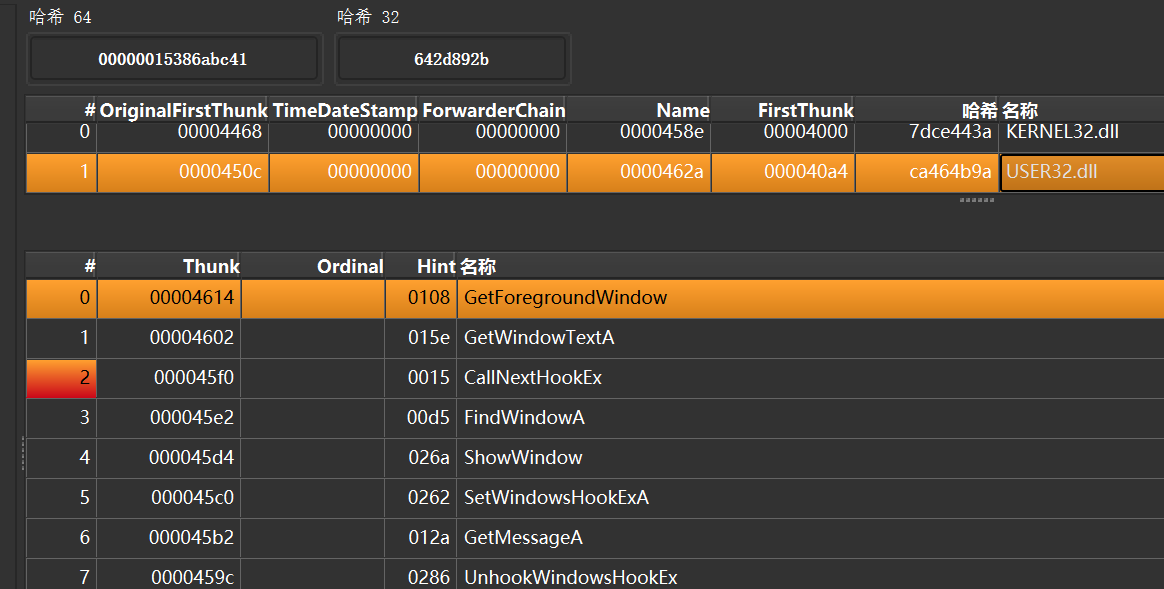 哈希 64 哈希 32
00000015386abc41 642d892b
# OriginalFirstThunk TimeDateStamp ForwarderChain Name FirstThunk 哈希 名称
0 00004468 00000000 00000000 0000458e 00004000 7dce443a KERNEL32.dll
1 0000450c 00000000 00000000 0000462a 000040a4 ca464b9a USER32.dll
# Thunk Ordinal Hint 名称
0 00004614 0108 GetForegroundWindow
1 00004602 015e GetWindowTextA
2 000045f0 0015 CallNextHookEx
3 000045e2 00d5 FindWindowA
4 000045d4 026a ShowWindow
5 000045c0 0262 SetWindowsHookExA
6 000045b2 012a GetMessageA
7 0000459c 0286 UnhookWindowsHookEx